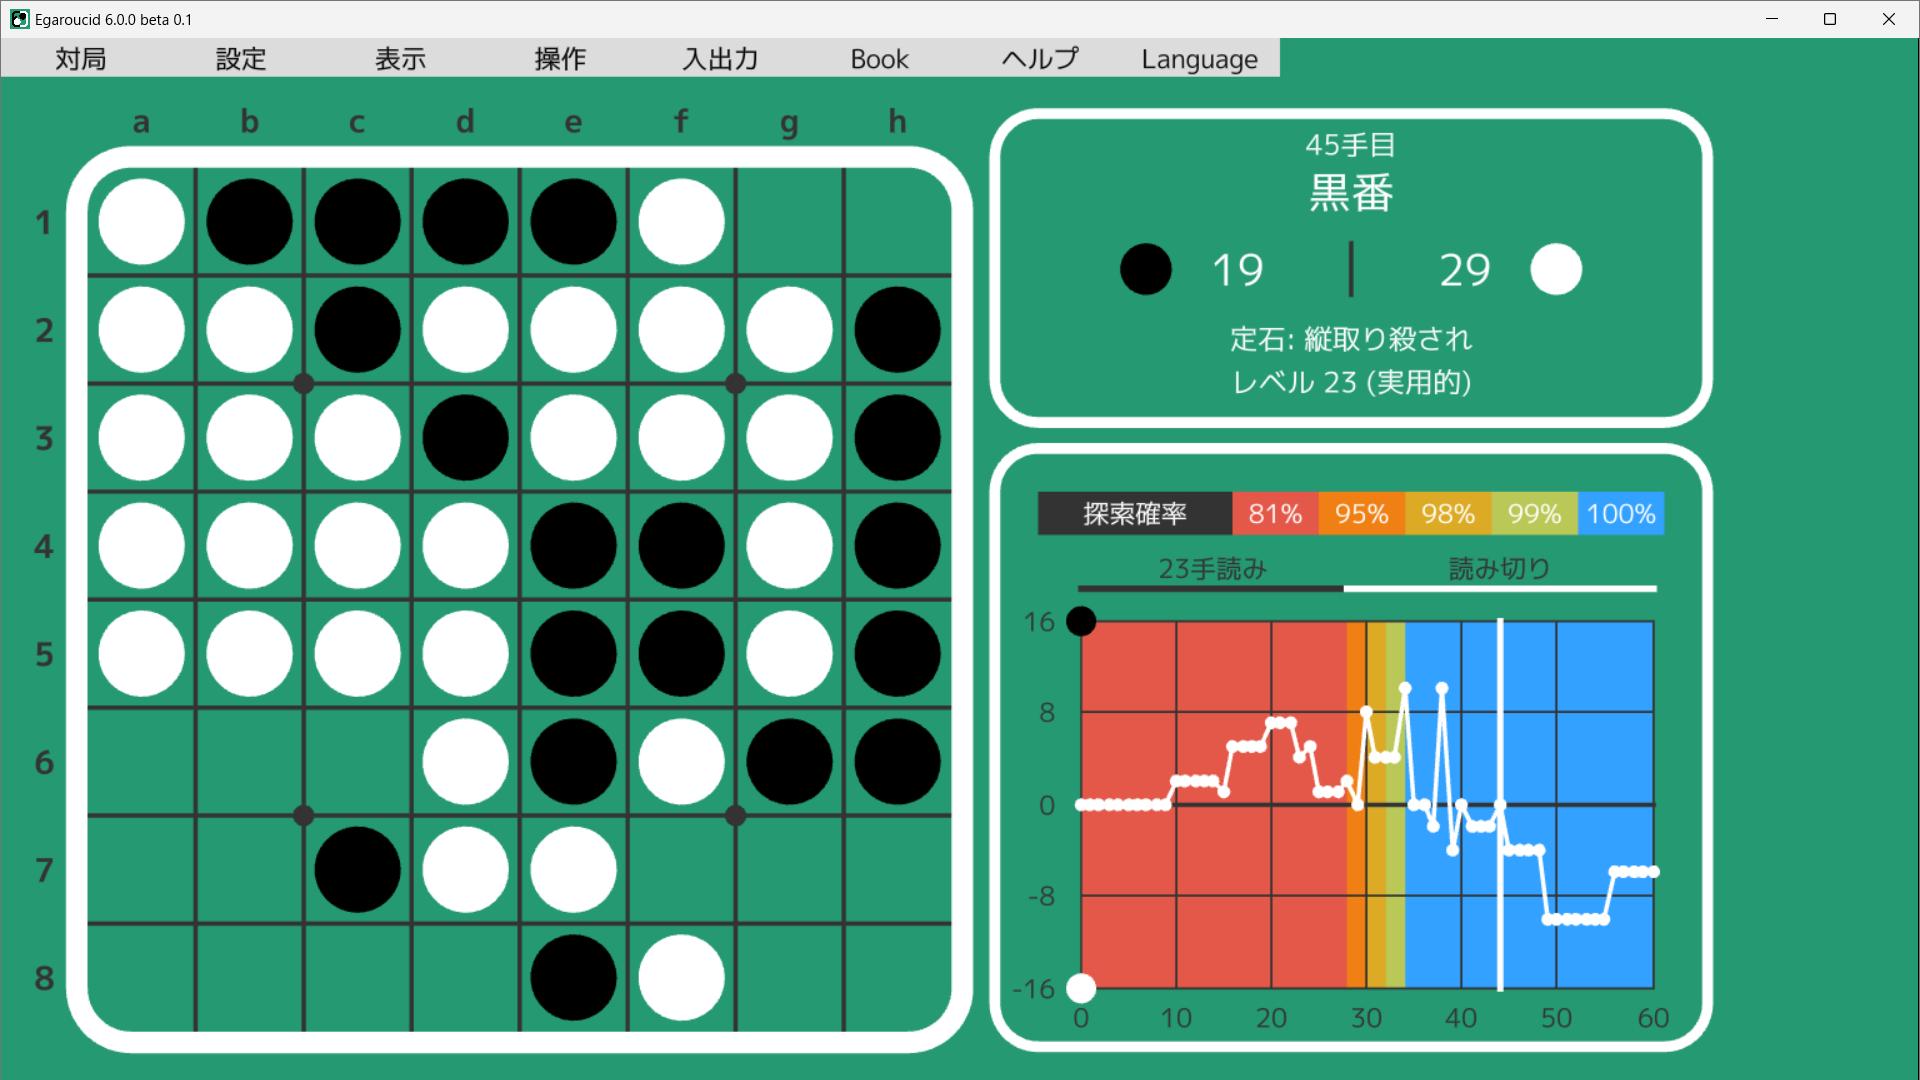 Egaroucid 6.0.0 beta 0.1
対局 設定 表示 操作 入出力 Book ヘルプ Language
a b c d e f g h
1
2
3
4
5
6
7
8
45手目
黒番
19 29
定石: 縦取り殺され
レベル 23 (実用的)
探索確率 81% 95% 98% 99% 100%
23手読み 読み切り
16
8
0
-8
-16
0 10 20 30 40 50 60